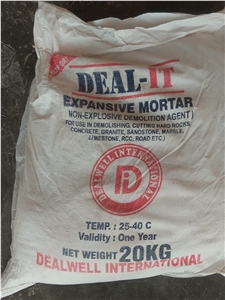 DEAL-IT
EXPANSIVE MORTAR
(NON-EXPLOSIVE DEMOLITION AGENT)
(FOR USE IN DEMOLISHING, CUTTING HARD ROCKS,
CONCRETE, GRANITE, SANDSTONE, MARBLE,
LIMESTONE, RCC, ROAD ETC.)
DEALWELL INTERNATIONAL
TEMP. : 25-40 C
Validity : One Year
NET WEIGHT 20KG
DEALWELL INTERNATIONAL